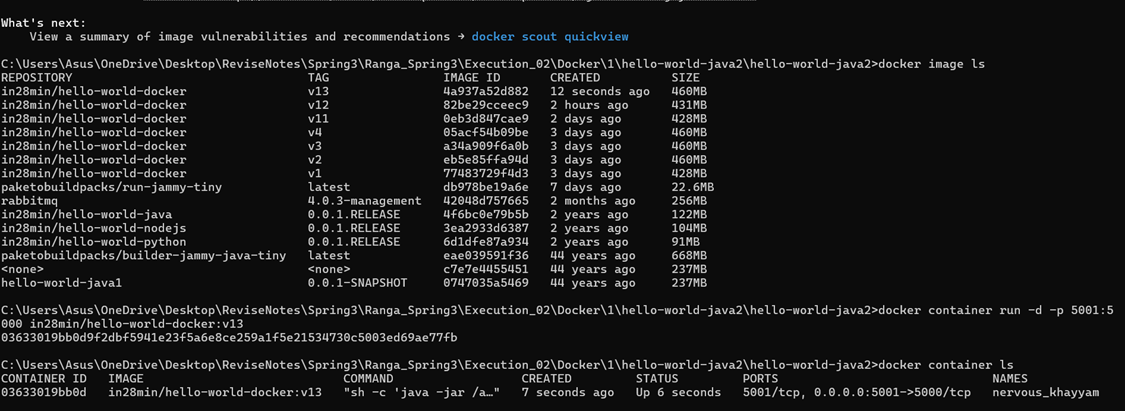 What's next:
    View a summary of image vulnerabilities and recommendations → docker scout quickview
C:\Users\Asus\OneDrive\Desktop\ReviseNotes\Spring3\Ranga_Spring3\Execution_02\Docker\1\hello-world-java2\hello-world-java2>docker image ls
REPOSITORY TAG IMAGE ID CREATED SIZE
in28min/hello-world-docker v13 4a937a52d882 12 seconds ago 460MB
in28min/hello-world-docker v12 82be29cceec9 2 hours ago 431MB
in28min/hello-world-docker v11 0eb3d847cae9 2 days ago 428MB
in28min/hello-world-docker v4 05acf54b09be 3 days ago 460MB
in28min/hello-world-docker v3 a34a909f6a0b 3 days ago 460MB
in28min/hello-world-docker v2 eb5e85ffa94d 3 days ago 460MB
in28min/hello-world-docker v1 77483729f4d3 3 days ago 428MB
paketobuildpacks/run-jammy-tiny latest db978be19a6e 7 days ago 22.6MB
rabbitmq 4.0.3-management 42048d757665 2 months ago 256MB
in28min/hello-world-java 0.0.1.RELEASE 4f6bc0e79b5b 2 years ago 122MB
in28min/hello-world-nodejs 0.0.1.RELEASE 3ea2933d6387 2 years ago 104MB
in28min/hello-world-python 0.0.1.RELEASE 6d1dfe87a934 2 years ago 91MB
paketobuildpacks/builder-jammy-java-tiny latest eae039591f36 44 years ago 668MB
<none> <none> c7e7e4455451 44 years ago 237MB
hello-world-java1 0.0.1-SNAPSHOT 0747035a5469 44 years ago 237MB
C:\Users\Asus\OneDrive\Desktop\ReviseNotes\Spring3\Ranga_Spring3\Execution_02\Docker\1\hello-world-java2\hello-world-java2>docker container run -d -p 5001:5
000 in28min/hello-world-docker:v13
03633019bb0d9f2dbf5941e23f5a6e8ce259a1f5e21534730c5003ed69ae77fb
C:\Users\Asus\OneDrive\Desktop\ReviseNotes\Spring3\Ranga_Spring3\Execution_02\Docker\1\hello-world-java2\hello-world-java2>docker container ls
CONTAINER ID IMAGE COMMAND CREATED STATUS PORTS NAMES
03633019bb0d in28min/hello-world-docker:v13 "sh -c 'java -jar /a…" 7 seconds ago Up 6 seconds 5001/tcp, 0.0.0.0:5001->5000/tcp nervous_khayyam